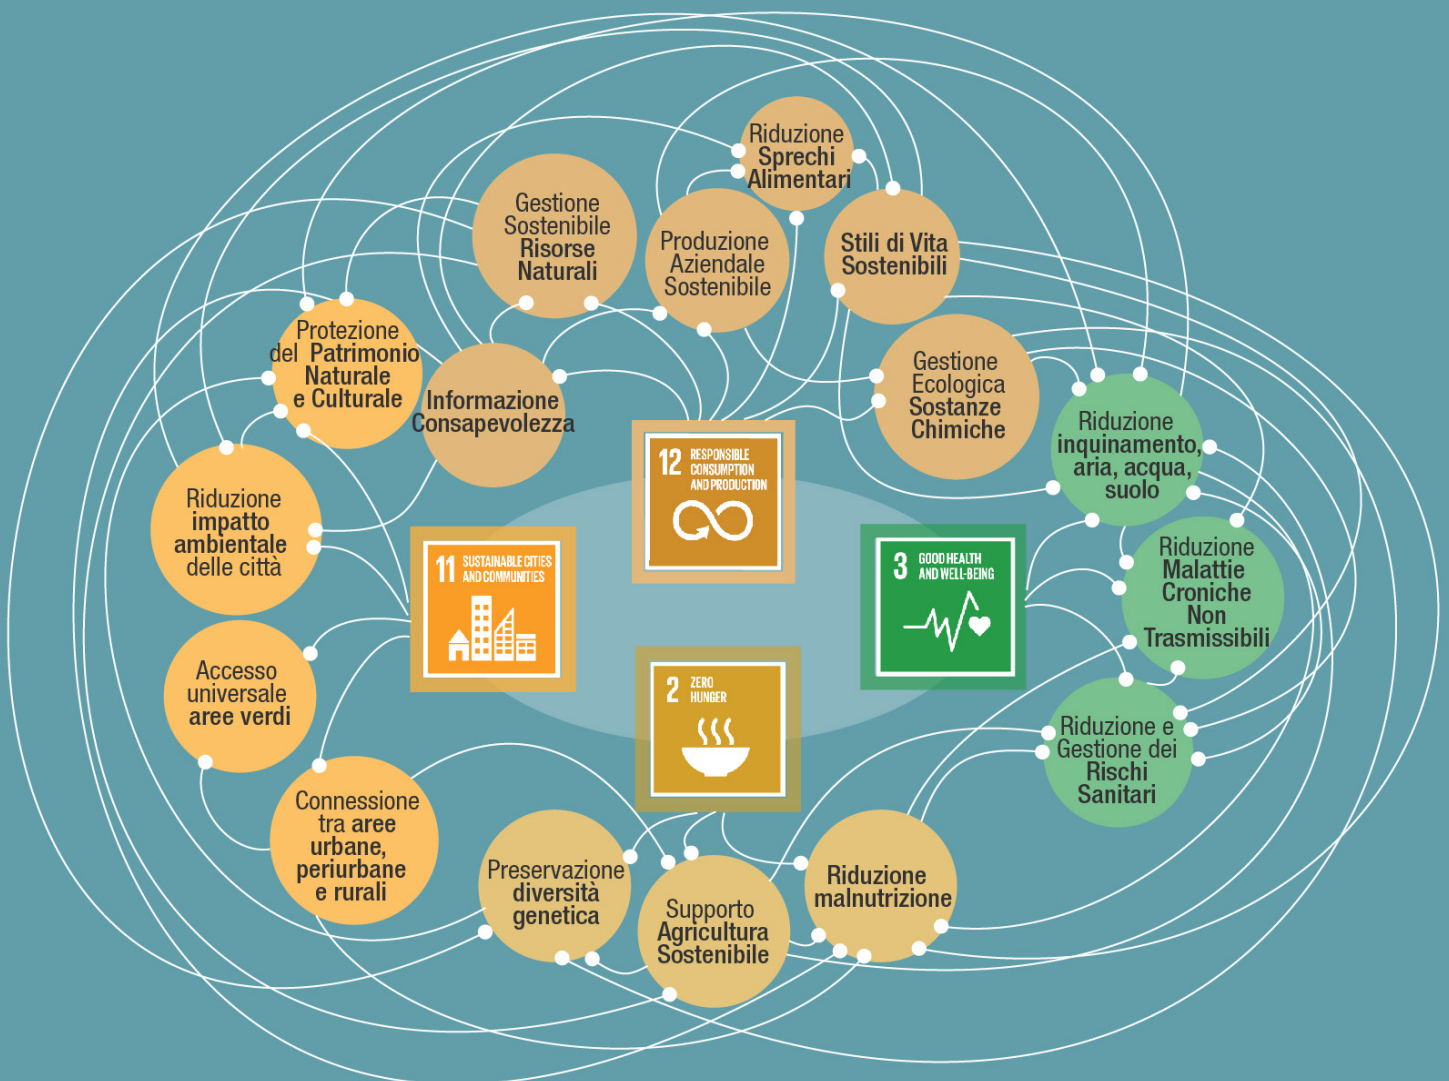 Riduzione
Sprechi
Alimentari
Gestione
Sostenibile
Risorse
Naturali
Produzione
Aziendale
Sostenibile
Stili di Vita
Sostenibili
Protezione
del Patrimonio
Naturale
e Culturale
Informazione
Consapevolezza
Gestione
Ecologica
Sostanze
Chimiche
Riduzione
inquinamento,
aria, acqua,
suolo
12 RESPONSIBLE
CONSUMPTION
AND PRODUCTION
Riduzione
impatto
ambientale
delle città
11 SUSTAINABLE CITIES
AND COMMUNITIES
3 GOOD HEALTH
AND WELL-BEING
Riduzione
Malattie
Croniche
Non
Trasmissibili
Accesso
universale
aree verdi
2 ZERO
HUNGER
Riduzione e
Gestione dei
Rischi
Sanitari
Connessione
tra aree
urbane,
periurbane
e rurali
Preservazione
diversità
genetica
Supporto
Agricultura
Sostenibile
Riduzione
malnutrizione